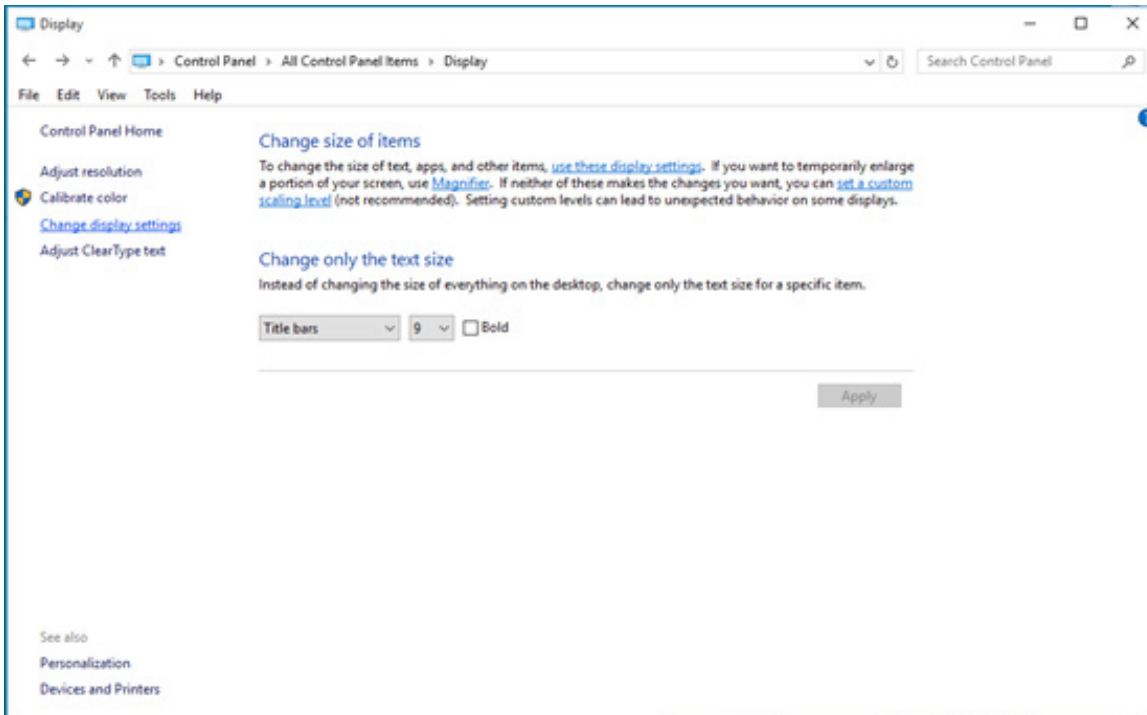 Display
Control Panel > All Control Panel Items > Display
Search Control Panel
File Edit View Tools Help
Control Panel Home
Adjust resolution
Calibrate color
Change display settings
Adjust ClearType text
Change size of items
To change the size of text, apps, and other items, use these display settings. If you want to temporarily enlarge
a portion of your screen, use Magnifier. If neither of these makes the changes you want, you can set a custom
scaling level (not recommended). Setting custom levels can lead to unexpected behavior on some displays.
Change only the text size
Instead of changing the size of everything on the desktop, change only the text size for a specific item.
Title bars 9 Bold
Apply
See also
Personalization
Devices and Printers